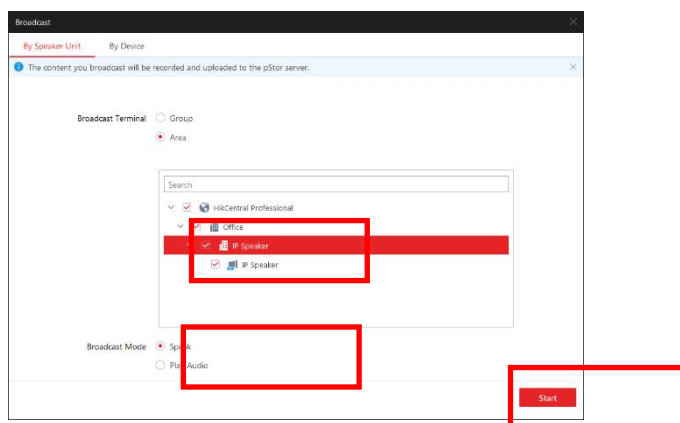 Broadcast
By Speaker Unit By Device
The content you broadcast will be recorded and uploaded to the pStor server.
Broadcast Terminal Group
Area
Search
HikCentral Professional
Office
IP Speaker
IP Speaker
Broadcast Mode Speak
Play Audio
Start